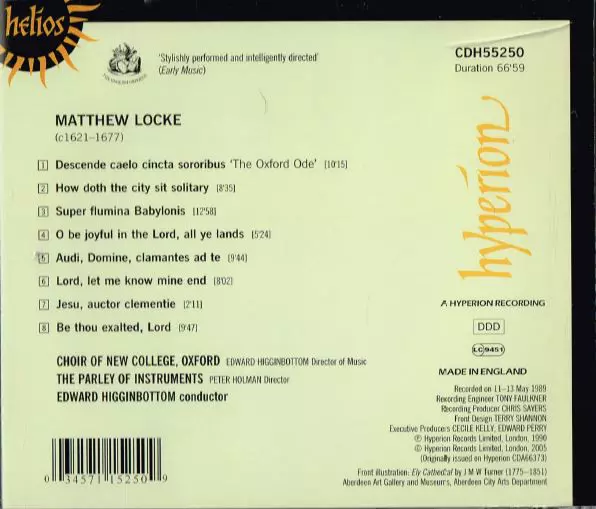 helios
THE ENGLISH ORPHEUS
'Stylishly performed and intelligently directed'
(Early Music)
CDH55250
Duration 66'59
MATTHEW LOCKE
(c1621–1677)
1 Descende caelo cincta sororibus 'The Oxford Ode' [10'15]
2 How doth the city sit solitary [8'35]
3 Super flumina Babylonis [12'58]
4 O be joyful in the Lord, all ye lands [5'24]
5 Audi, Domine, clamantes ad te [9'44]
6 Lord, let me know mine end [8'02]
7 Jesu, auctor clementie [2'11]
8 Be thou exalted, Lord [9'47]
hyperion
A HYPERION RECORDING
DDD
LC 9451
MADE IN ENGLAND
CHOIR OF NEW COLLEGE, OXFORD EDWARD HIGGINBOTTOM Director of Music
THE PARLEY OF INSTRUMENTS PETER HOLMAN Director
EDWARD HIGGINBOTTOM conductor
Recorded on 11–13 May 1989
Recording Engineer TONY FAULKNER
Recording Producer CHRIS SAYERS
Front Design TERRY SHANNON
Executive Producers CECILE KELLY, EDWARD PERRY
℗ Hyperion Records Limited, London, 1990
© Hyperion Records Limited, London, 2005
(Originally issued on Hyperion CDA66373)
Front illustration: Ely Cathedral by J M W Turner (1775–1851)
Aberdeen Art Gallery and Museums, Aberdeen City Arts Department
0 34571 15250 9